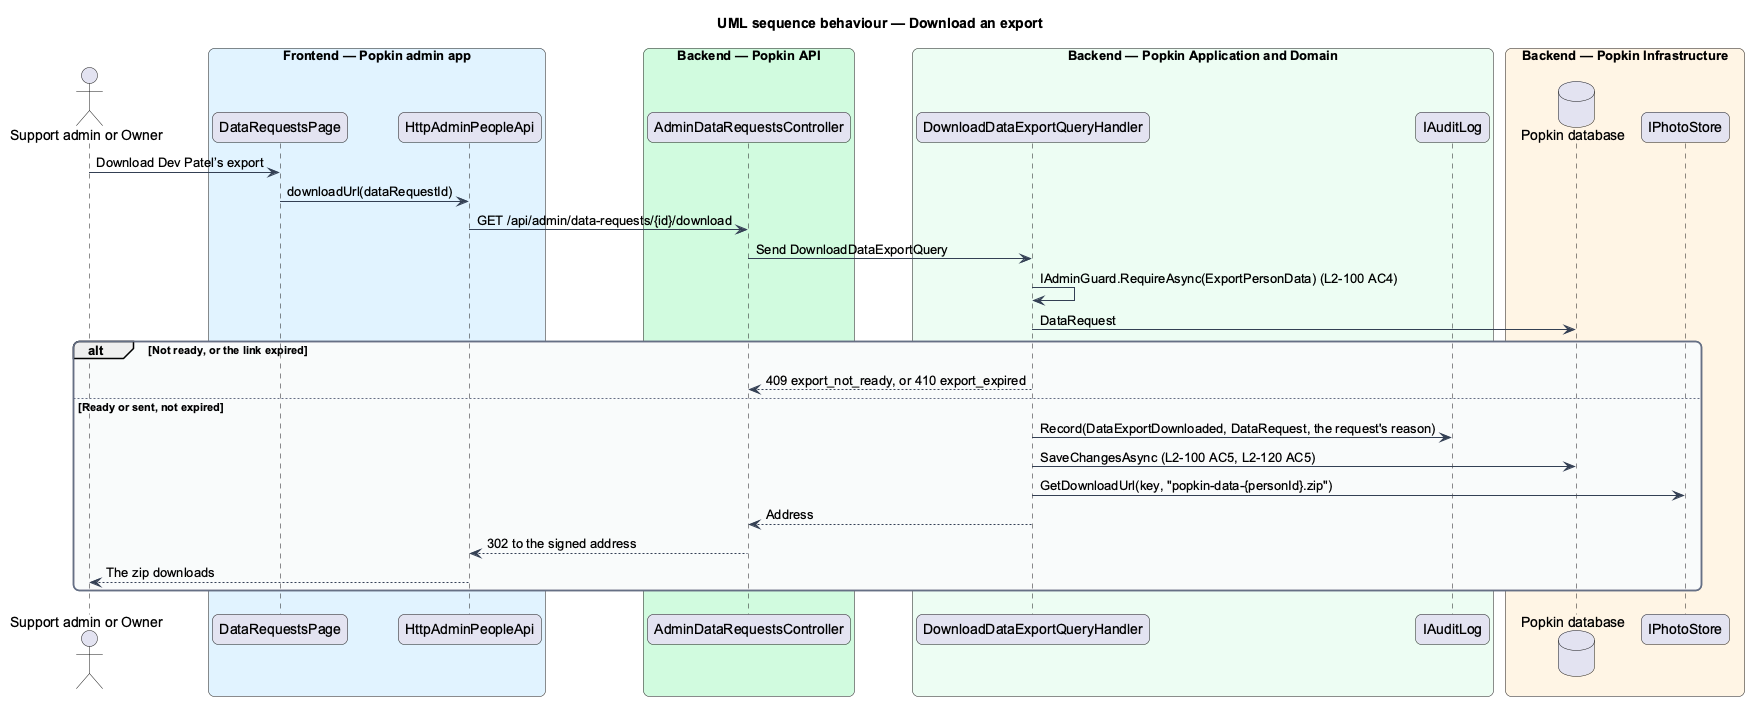 UML sequence behaviour — Download an export
Frontend — Popkin admin app
Backend — Popkin API
Backend — Popkin Application and Domain
Backend — Popkin Infrastructure
Support admin or Owner
DataRequestsPage
HttpAdminPeopleApi
AdminDataRequestsController
DownloadDataExportQueryHandler
IAuditLog
Popkin database
IPhotoStore
Download Dev Patel's export
downloadUrl(dataRequestId)
GET /api/admin/data-requests/{id}/download
Send DownloadDataExportQuery
IAdminGuard.RequireAsync(ExportPersonData) (L2-100 AC4)
DataRequest
alt
[Not ready, or the link expired]
409 export_not_ready, or 410 export_expired
[Ready or sent, not expired]
Record(DataExportDownloaded, DataRequest, the request's reason)
SaveChangesAsync (L2-100 AC5, L2-120 AC5)
GetDownloadUrl(key, "popkin-data-{personId}.zip")
Address
302 to the signed address
The zip downloads
Support admin or Owner
DataRequestsPage
HttpAdminPeopleApi
AdminDataRequestsController
DownloadDataExportQueryHandler
IAuditLog
Popkin database
IPhotoStore